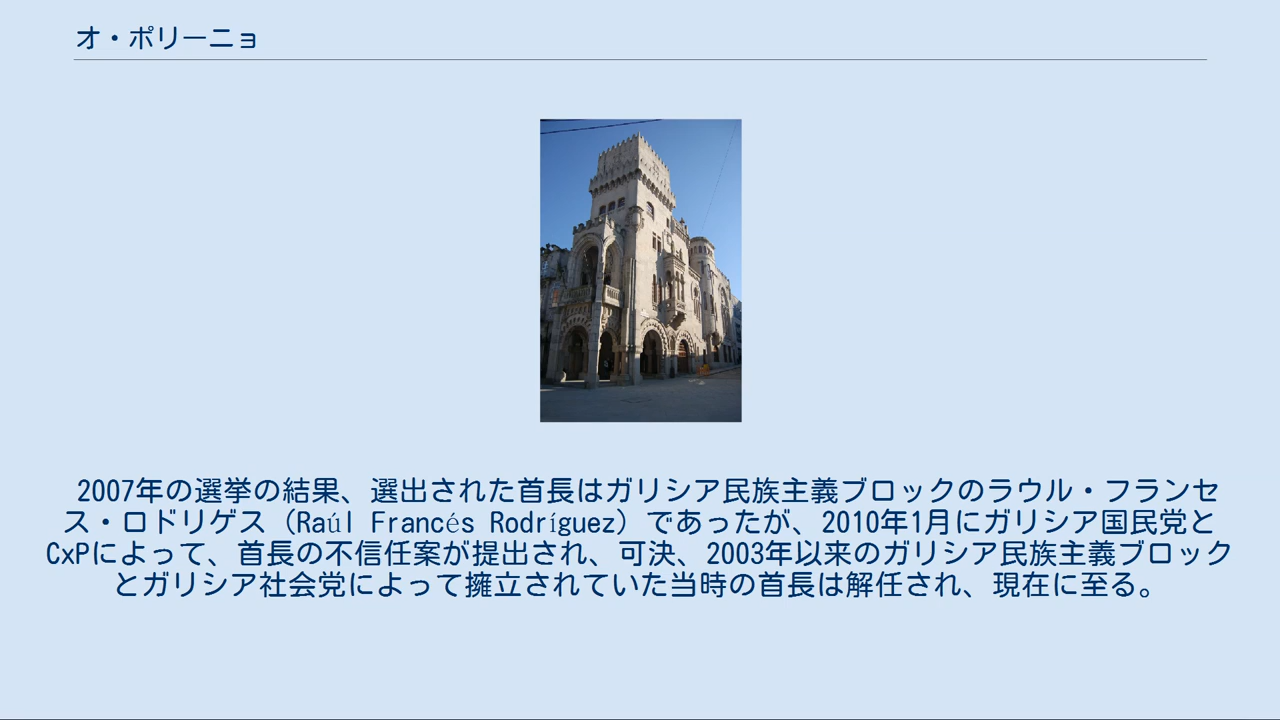 オ・ポリーニョ
2007年の選挙の結果、選出された首長はガリシア民族主義ブロックのラウル・フランセ
ス・ロドリゲス（Raúl Francés Rodríguez）であったが、2010年1月にガリシア国民党と
CxPによって、首長の不信任案が提出され、可決、2003年以来のガリシア民族主義ブロック
とガリシア社会党によって擁立されていた当時の首長は解任され、現在に至る。